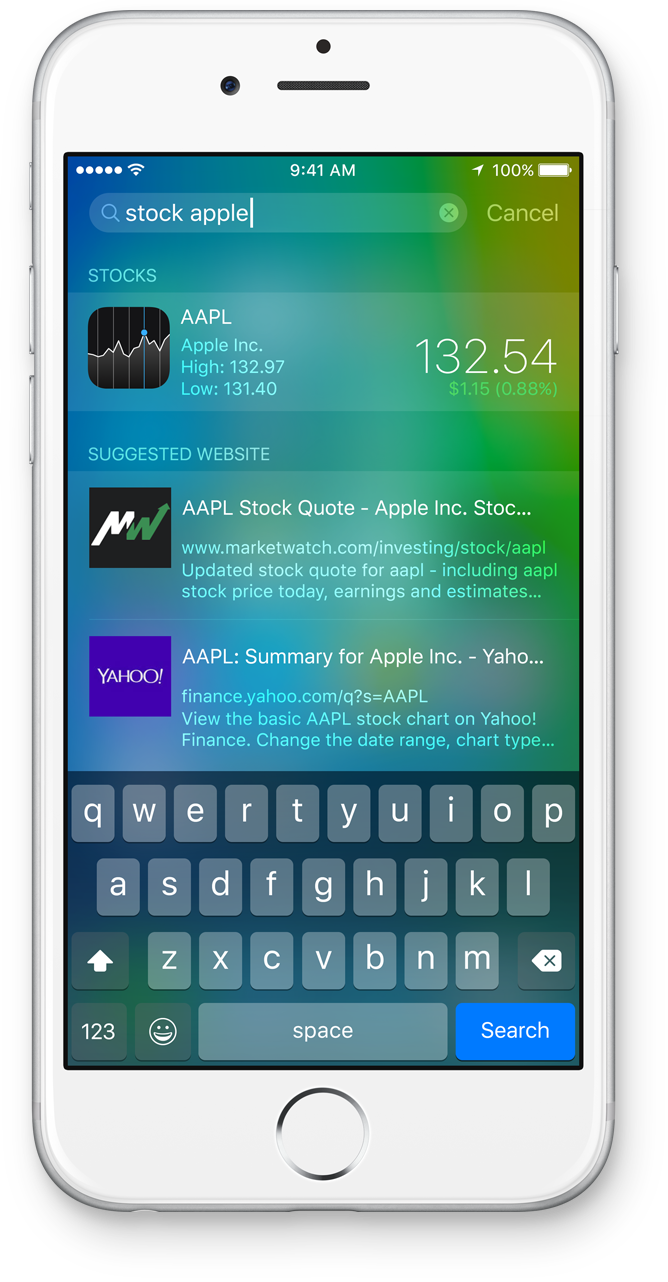 9:41 AM 100%
stock apple Cancel
STOCKS
AAPL
Apple Inc.
High: 132.97
Low: 131.40
132.54
$1.15 (0.88%)
SUGGESTED WEBSITE
MW
AAPL Stock Quote - Apple Inc. Stoc...
www.marketwatch.com/investing/stock/aapl
Updated stock quote for aapl - including aapl
stock price today, earnings and estimates...
YAHOO!
AAPL: Summary for Apple Inc. - Yaho...
finance.yahoo.com/q?s=AAPL
View the basic AAPL stock chart on Yahoo!
Finance. Change the date range, chart type...
q w e r t y u i o p
a s d f g h j k l
z x c v b n m
123 space Search